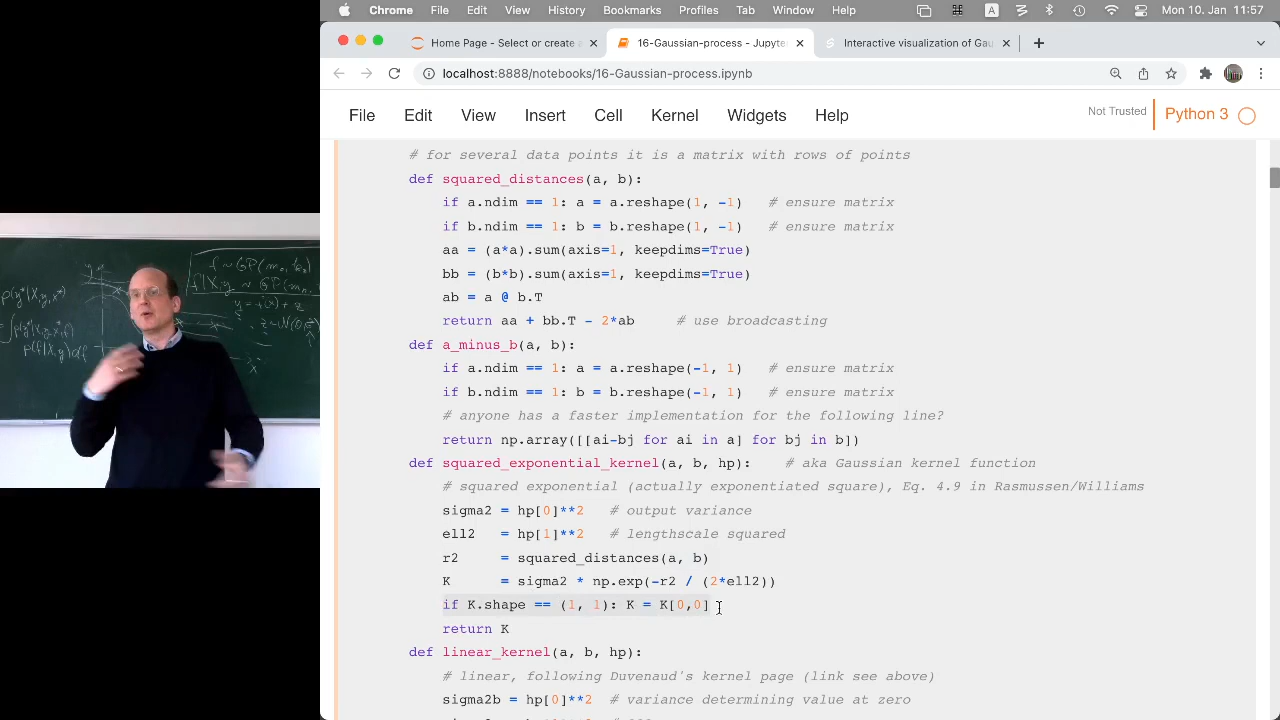 Chrome File Edit View History Bookmarks Profiles Tab Window Help A Mon 10. Jan 11:57
Home Page - Select or create a 16-Gaussian-process - Jupyter Interactive visualization of Gau
localhost:8888/notebooks/16-Gaussian-process.ipynb
File Edit View Insert Cell Kernel Widgets Help Not Trusted Python 3
# for several data points it is a matrix with rows of points
def squared_distances(a, b):
if a.ndim == 1: a = a.reshape(1, -1) # ensure matrix
if b.ndim == 1: b = b.reshape(1, -1) # ensure matrix
aa = (a*a).sum(axis=1, keepdims=True)
bb = (b*b).sum(axis=1, keepdims=True)
ab = a @ b.T
return aa + bb.T - 2*ab # use broadcasting
def a_minus_b(a, b):
if a.ndim == 1: a = a.reshape(-1, 1) # ensure matrix
if b.ndim == 1: b = b.reshape(-1, 1) # ensure matrix
# anyone has a faster implementation for the following line?
return np.array([[ai-bj for ai in a] for bj in b])
def squared_exponential_kernel(a, b, hp): # aka Gaussian kernel function
# squared exponential (actually exponentiated square), Eq. 4.9 in Rasmussen/Williams
sigma2 = hp[0]**2 # output variance
ell2 = hp[1]**2 # lengthscale squared
r2 = squared_distances(a, b)
K = sigma2 * np.exp(-r2 / (2*ell2))
if K.shape == (1, 1): K = K[0,0]
return K
def linear_kernel(a, b, hp):
# linear, following Duvenaud's kernel page (link see above)
sigma2b = hp[0]**2 # variance determining value at zero